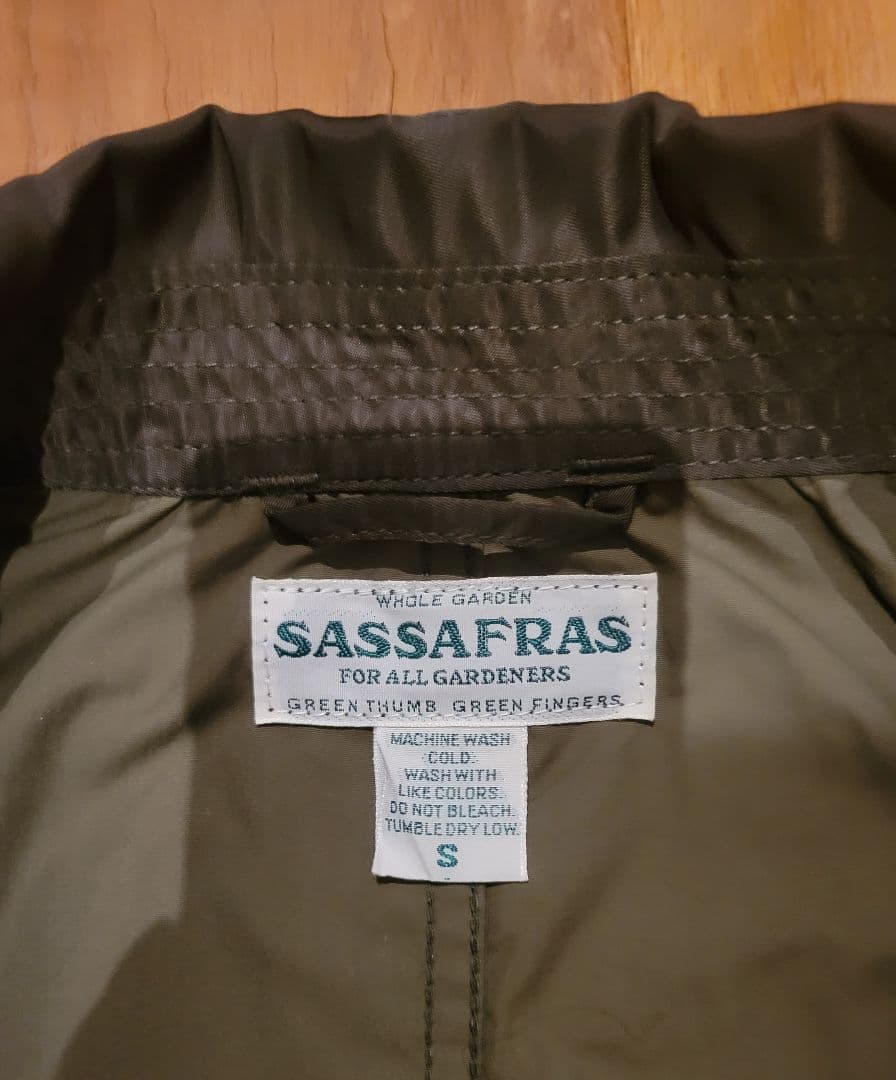 WHOLE GARDEN
SASSAFRAS
FOR ALL GARDENERS
GREEN THUMB GREEN FINGERS
MACHINE WASH
COLD.
WASH WITH
LIKE COLORS.
DO NOT BLEACH.
TUMBLE DRY LOW.
S